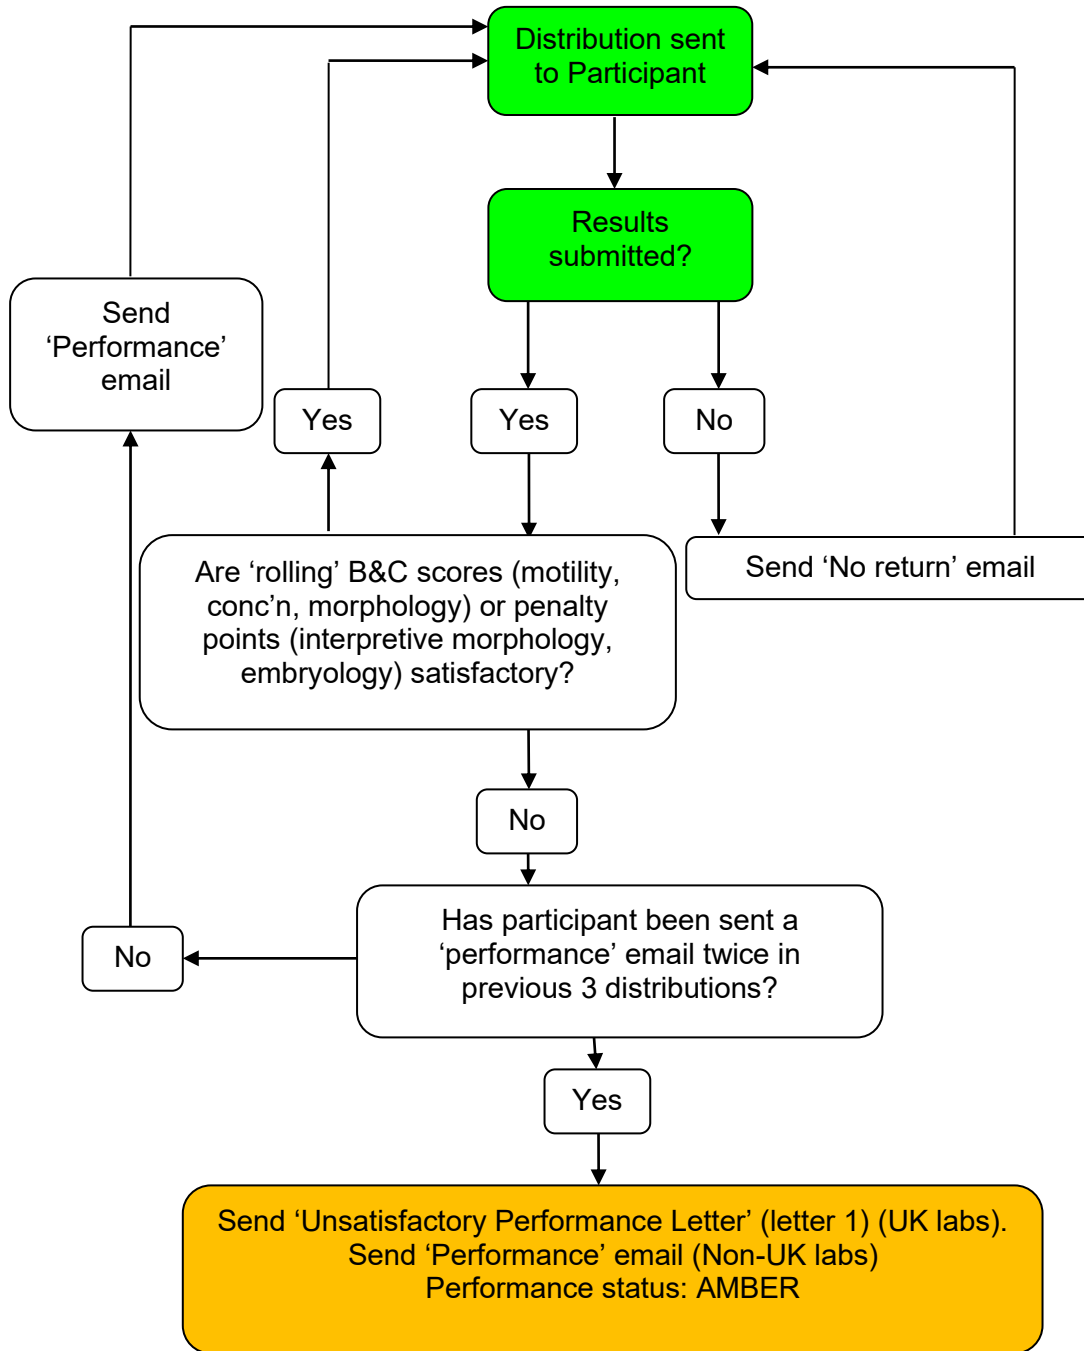 Distribution sent
to Participant
Results
submitted?
Send
‘Performance’
email
Yes
Yes
No
Are ‘rolling’ B&C scores (motility,
conc’n, morphology) or penalty
points (interpretive morphology,
embryology) satisfactory?
Send ‘No return’ email
No
Has participant been sent a
‘performance’ email twice in
previous 3 distributions?
No
Yes
Send ‘Unsatisfactory Performance Letter’ (letter 1) (UK labs).
Send ‘Performance’ email (Non-UK labs)
Performance status: AMBER